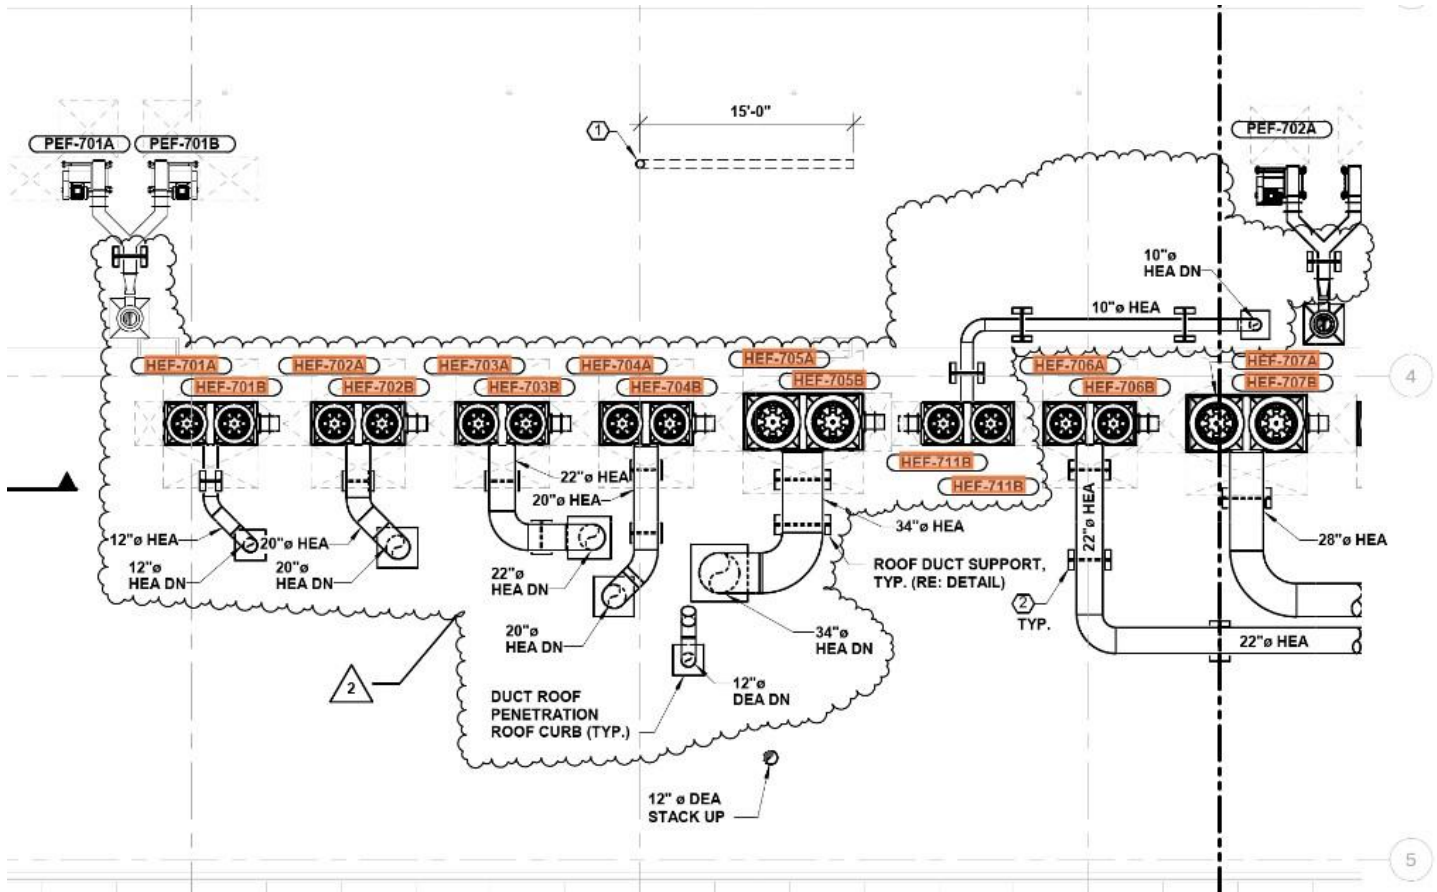 15'-0"
1
PEF-701A
PEF-701B
PEF-702A
10"ø
HEA DN
10"ø HEA
HEF-701A
HEF-701B
HEF-702A
HEF-702B
HEF-703A
HEF-703B
HEF-704A
HEF-704B
HEF-705A
HEF-705B
HEF-706A
HEF-706B
HEF-707A
HEF-707B
4
HEF-711B
HEF-711B
22"ø HEA
20"ø HEA
34"ø HEA
22"ø HEA
28"ø HEA
12"ø HEA
20"ø HEA
12"ø
HEA DN
20"ø
HEA DN
22"ø
HEA DN
ROOF DUCT SUPPORT,
TYP. (RE: DETAIL)
2
TYP.
20"ø
HEA DN
34"ø
HEA DN
22"ø HEA
2
DUCT ROOF
PENETRATION
ROOF CURB (TYP.)
12"ø
DEA DN
12" ø DEA
STACK UP
5